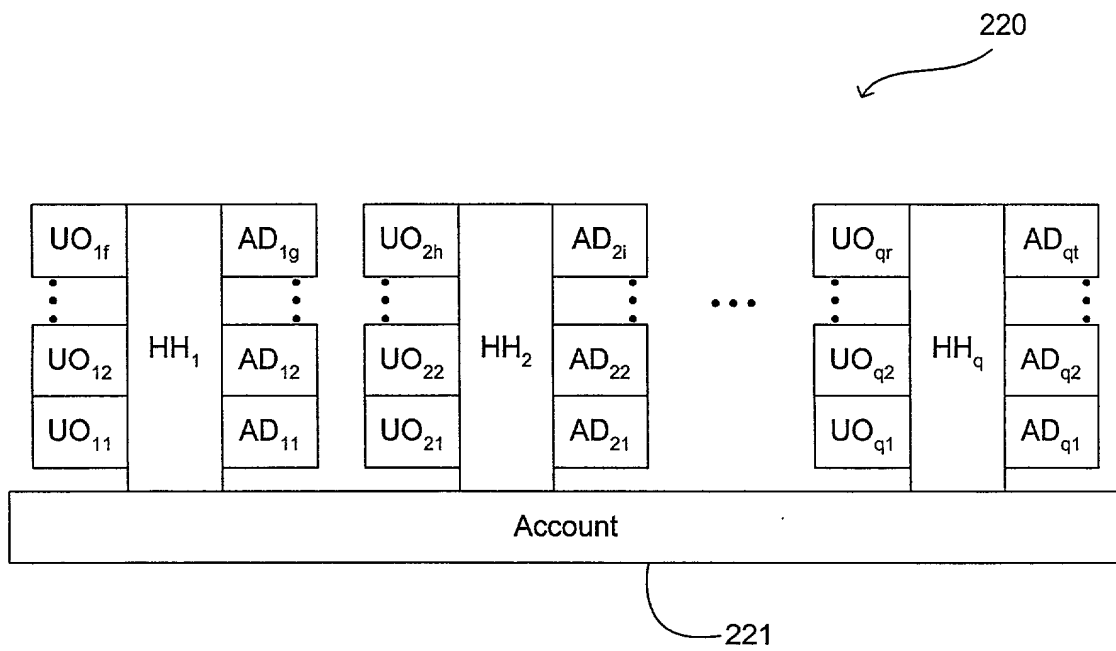 220
UO1f AD1g UO2h AD2i UOqr ADqt
HH1 HH2 HHq
UO12 AD12 UO22 AD22 UOq2 ADq2
UO11 AD11 UO21 AD21 UOq1 ADq1
Account
221